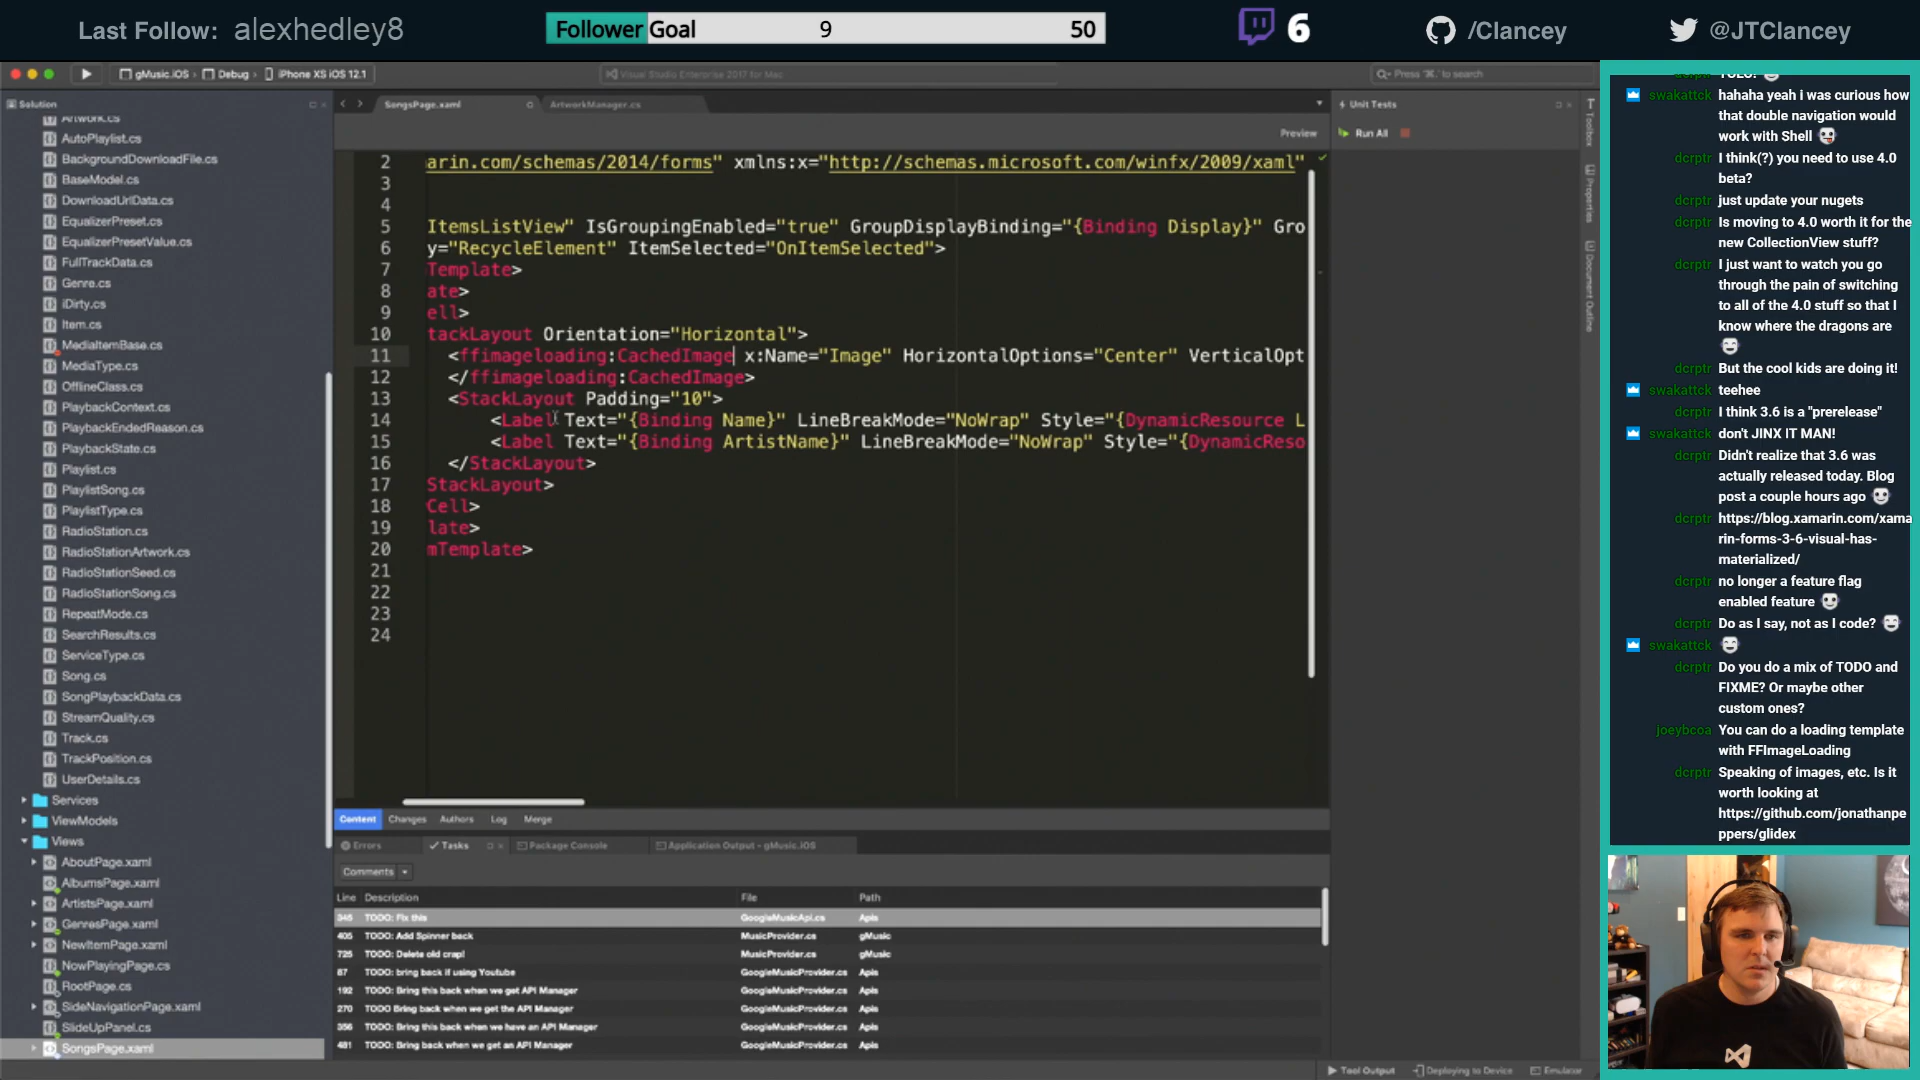 Last Follow: alexhedley8
Follower Goal 9 50
6
/Clancey
@JTClancey
gMusic.iOS > Debug > iPhone XS iOS 12.1
Visual Studio Enterprise 2017 for Mac
Press '⌘.' to search
Solution
Artwork.cs
AutoPlaylist.cs
BackgroundDownloadFile.cs
BaseModel.cs
DownloadUrlData.cs
EqualizerPreset.cs
EqualizerPresetValue.cs
FullTrackData.cs
Genre.cs
iDirty.cs
Item.cs
MediaItemBase.cs
MediaType.cs
OfflineClass.cs
PlaybackContext.cs
PlaybackEndedReason.cs
PlaybackState.cs
Playlist.cs
PlaylistSong.cs
PlaylistType.cs
RadioStation.cs
RadioStationArtwork.cs
RadioStationSeed.cs
RadioStationSong.cs
RepeatMode.cs
SearchResults.cs
ServiceType.cs
Song.cs
SongPlaybackData.cs
StreamQuality.cs
Track.cs
TrackPosition.cs
UserDetails.cs
Services
ViewModels
Views
AboutPage.xaml
AlbumsPage.xaml
ArtistsPage.xaml
GenresPage.xaml
NewItemPage.xaml
NowPlayingPage.cs
RootPage.cs
SideNavigationPage.xaml
SlideUpPanel.cs
SongsPage.xaml
SongsPage.xaml
ArtworkManager.cs
Preview
2 arin.com/schemas/2014/forms" xmlns:x="http://schemas.microsoft.com/winfx/2009/xaml"
3
4
5 ItemsListView" IsGroupingEnabled="true" GroupDisplayBinding="{Binding Display}" Gro
6 y="RecycleElement" ItemSelected="OnItemSelected">
7 Template>
8 ate>
9 ell>
10 tackLayout Orientation="Horizontal">
11 <ffimageloading:CachedImage x:Name="Image" HorizontalOptions="Center" VerticalOpt
12 </ffimageloading:CachedImage>
13 <StackLayout Padding="10">
14 <Label Text="{Binding Name}" LineBreakMode="NoWrap" Style="{DynamicResource L
15 <Label Text="{Binding ArtistName}" LineBreakMode="NoWrap" Style="{DynamicReso
16 </StackLayout>
17 StackLayout>
18 Cell>
19 late>
20 mTemplate>
21
22
23
24
Content Changes Authors Log Merge
Errors Tasks Package Console Application Output - gMusic.iOS
Comments
Line Description File Path
345 TODO: Fix this GoogleMusicApi.cs Apis
405 TODO: Add Spinner back MusicProvider.cs gMusic
725 TODO: Delete old crap! MusicProvider.cs gMusic
87 TODO: bring back if using Youtube GoogleMusicProvider.cs Apis
192 TODO: Bring this back when we get API Manager GoogleMusicProvider.cs Apis
270 TODO Bring back when we get the API Manager GoogleMusicProvider.cs Apis
356 TODO: Bring this back when we have an API Manager GoogleMusicProvider.cs Apis
481 TODO: Bring back when we get an API Manager GoogleMusicProvider.cs Apis
Unit Tests
Run All
Toolbox
Properties
Document Outline
Tool Output Deploying to Device Emulator
swakattck hahaha yeah i was curious how
that double navigation would
work with Shell
dcrptr I think(?) you need to use 4.0
beta?
dcrptr just update your nugets
dcrptr Is moving to 4.0 worth it for the
new CollectionView stuff?
dcrptr I just want to watch you go
through the pain of switching
to all of the 4.0 stuff so that I
know where the dragons are
dcrptr But the cool kids are doing it!
swakattck teehee
dcrptr I think 3.6 is a "prerelease"
swakattck don't JINX IT MAN!
dcrptr Didn't realize that 3.6 was
actually released today. Blog
post a couple hours ago
dcrptr https://blog.xamarin.com/xama
rin-forms-3-6-visual-has-
materialized/
dcrptr no longer a feature flag
enabled feature
dcrptr Do as I say, not as I code?
swakattck
dcrptr Do you do a mix of TODO and
FIXME? Or maybe other
custom ones?
joeybcoa You can do a loading template
with FFImageLoading
dcrptr Speaking of images, etc. Is it
worth looking at
https://github.com/jonathanpe
ppers/glidex